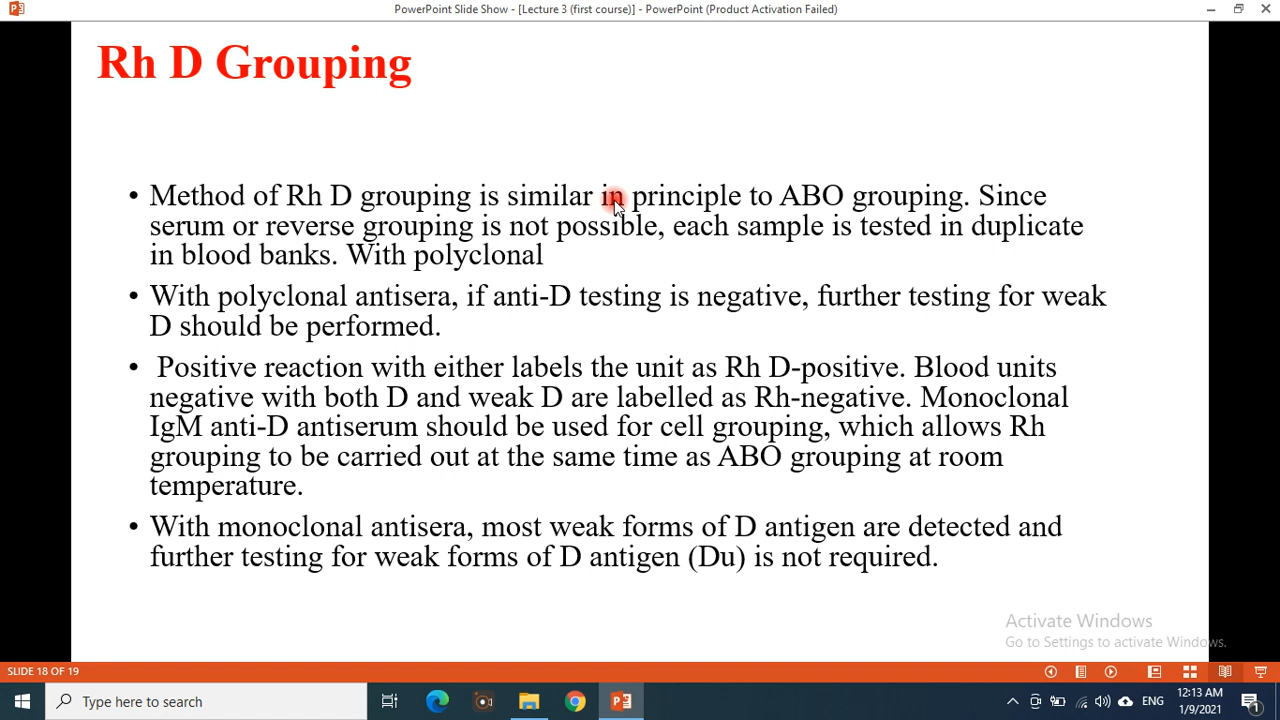 PowerPoint Slide Show - [Lecture 3 (first course)] - PowerPoint (Product Activation Failed)
Rh D Grouping
• Method of Rh D grouping is similar in principle to ABO grouping. Since
serum or reverse grouping is not possible, each sample is tested in duplicate
in blood banks. With polyclonal
• With polyclonal antisera, if anti-D testing is negative, further testing for weak
D should be performed.
• Positive reaction with either labels the unit as Rh D-positive. Blood units
negative with both D and weak D are labelled as Rh-negative. Monoclonal
IgM anti-D antiserum should be used for cell grouping, which allows Rh
grouping to be carried out at the same time as ABO grouping at room
temperature.
• With monoclonal antisera, most weak forms of D antigen are detected and
further testing for weak forms of D antigen (Du) is not required.
Activate Windows
Go to Settings to activate Windows.
SLIDE 18 OF 19
Type here to search
ENG
12:13 AM
1/9/2021
1